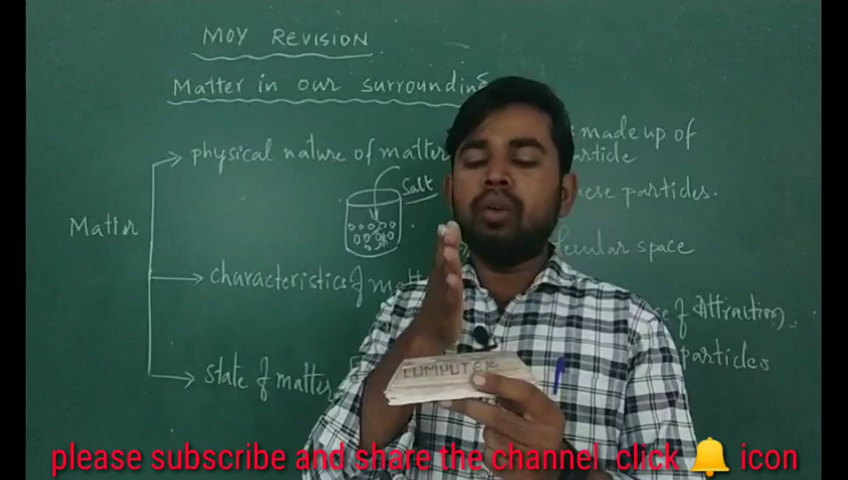 MOY REVISION
Matter in our surrounding
physical nature of matter
made up of
particle
Salt
these particles.
Matter
space
characteristics of
of Attraction
state of matter
particles
COMPUTER
please subscribe and share the channel click 🔔 icon